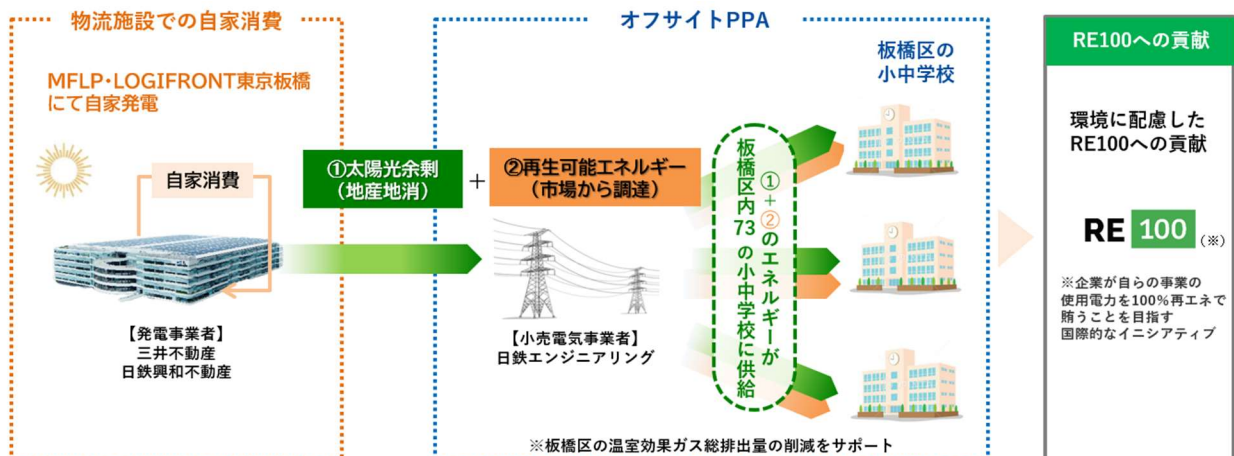 物流施設での自家消費
MFLP・LOGIFRONT東京板橋
にて自家発電
自家消費
【発電事業者】
三井不動産
日鉄興和不動産
①太陽光余剰
（地産地消）
+
オフサイトPPA
②再生可能エネルギー
（市場から調達）
【小売電気事業者】
日鉄エンジニアリング
①+②のエネルギーが
板橋区内73の小中学校に供給
板橋区の
小中学校
※板橋区の温室効果ガス総排出量の削減をサポート
RE100への貢献
環境に配慮した
RE100への貢献
RE 100 （※）
※企業が自らの事業の
使用電力を100%再エネで
賄うことを目指す
国際的なイニシアティブ